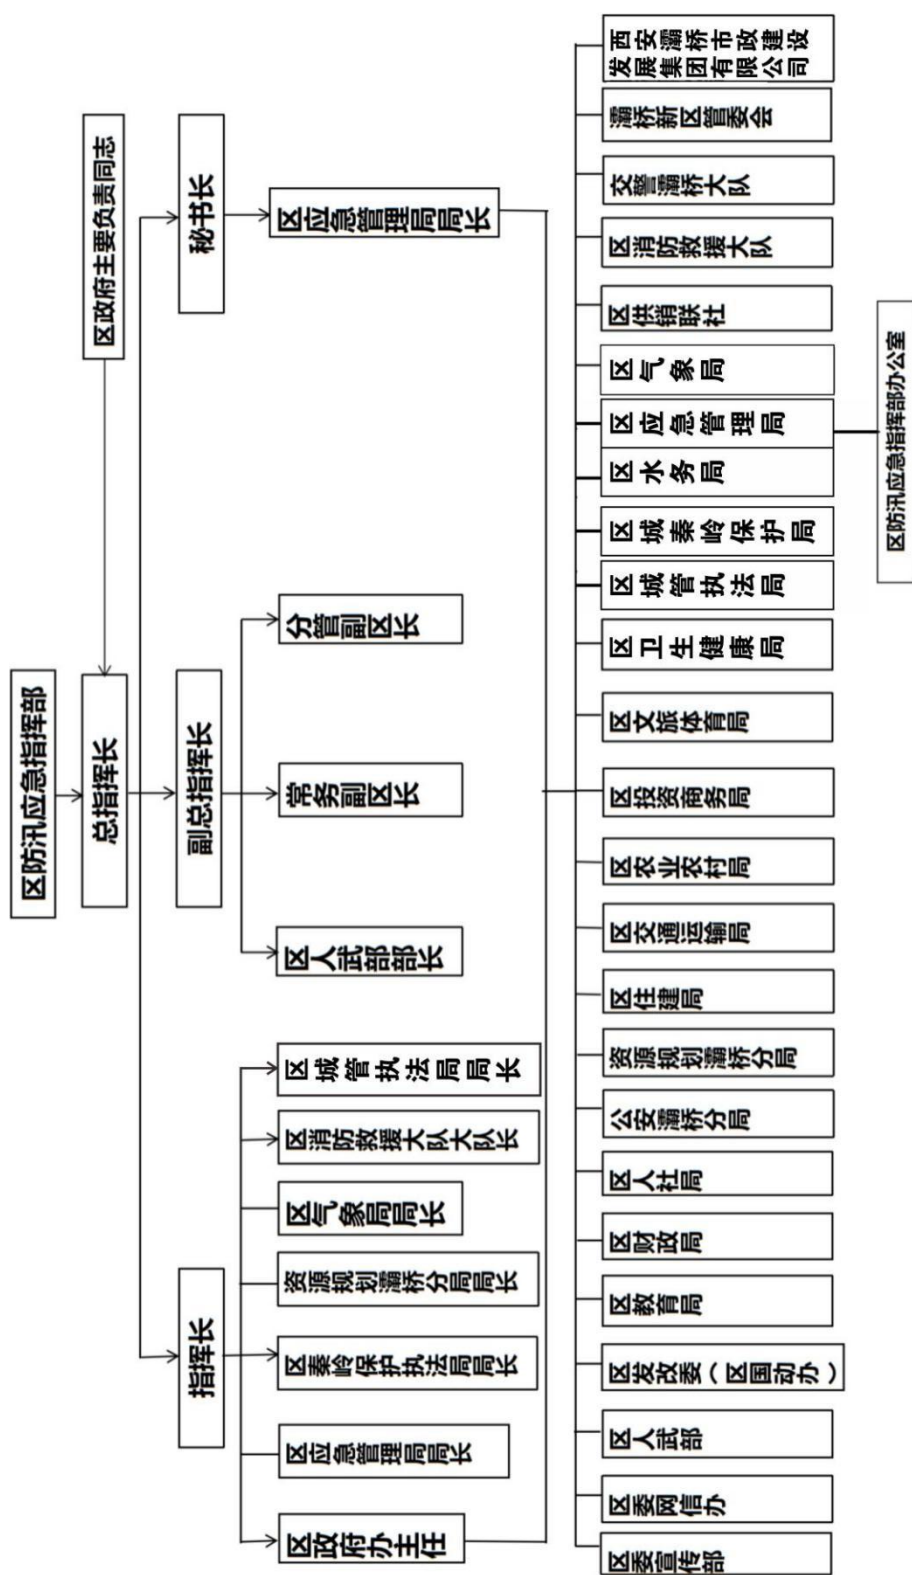 区防汛应急指挥部
区政府主要负责同志
总指挥长
指挥长
副总指挥长
秘书长
区政府办主任
区应急管理局局长
区秦岭保护执法局局长
资源规划灞桥分局局长
区气象局局长
区消防救援大队大队长
区城管执法局局长
区人武部部长
常务副区长
分管副区长
区应急管理局局长
区委宣传部
区委网信办
区人武部
区发改委（区国动办）
区教育局
区财政局
区人社局
公安灞桥分局
资源规划灞桥分局
区住建局
区交通运输局
区农业农村局
区投资商务局
区文旅体育局
区卫生健康局
区城管执法局
区城秦岭保护局
区水务局
区应急管理局
区气象局
区供销联社
区消防救援大队
交警灞桥大队
灞桥新区管委会
西安灞桥市政建设
发展集团有限公司
区防汛应急指挥部办公室